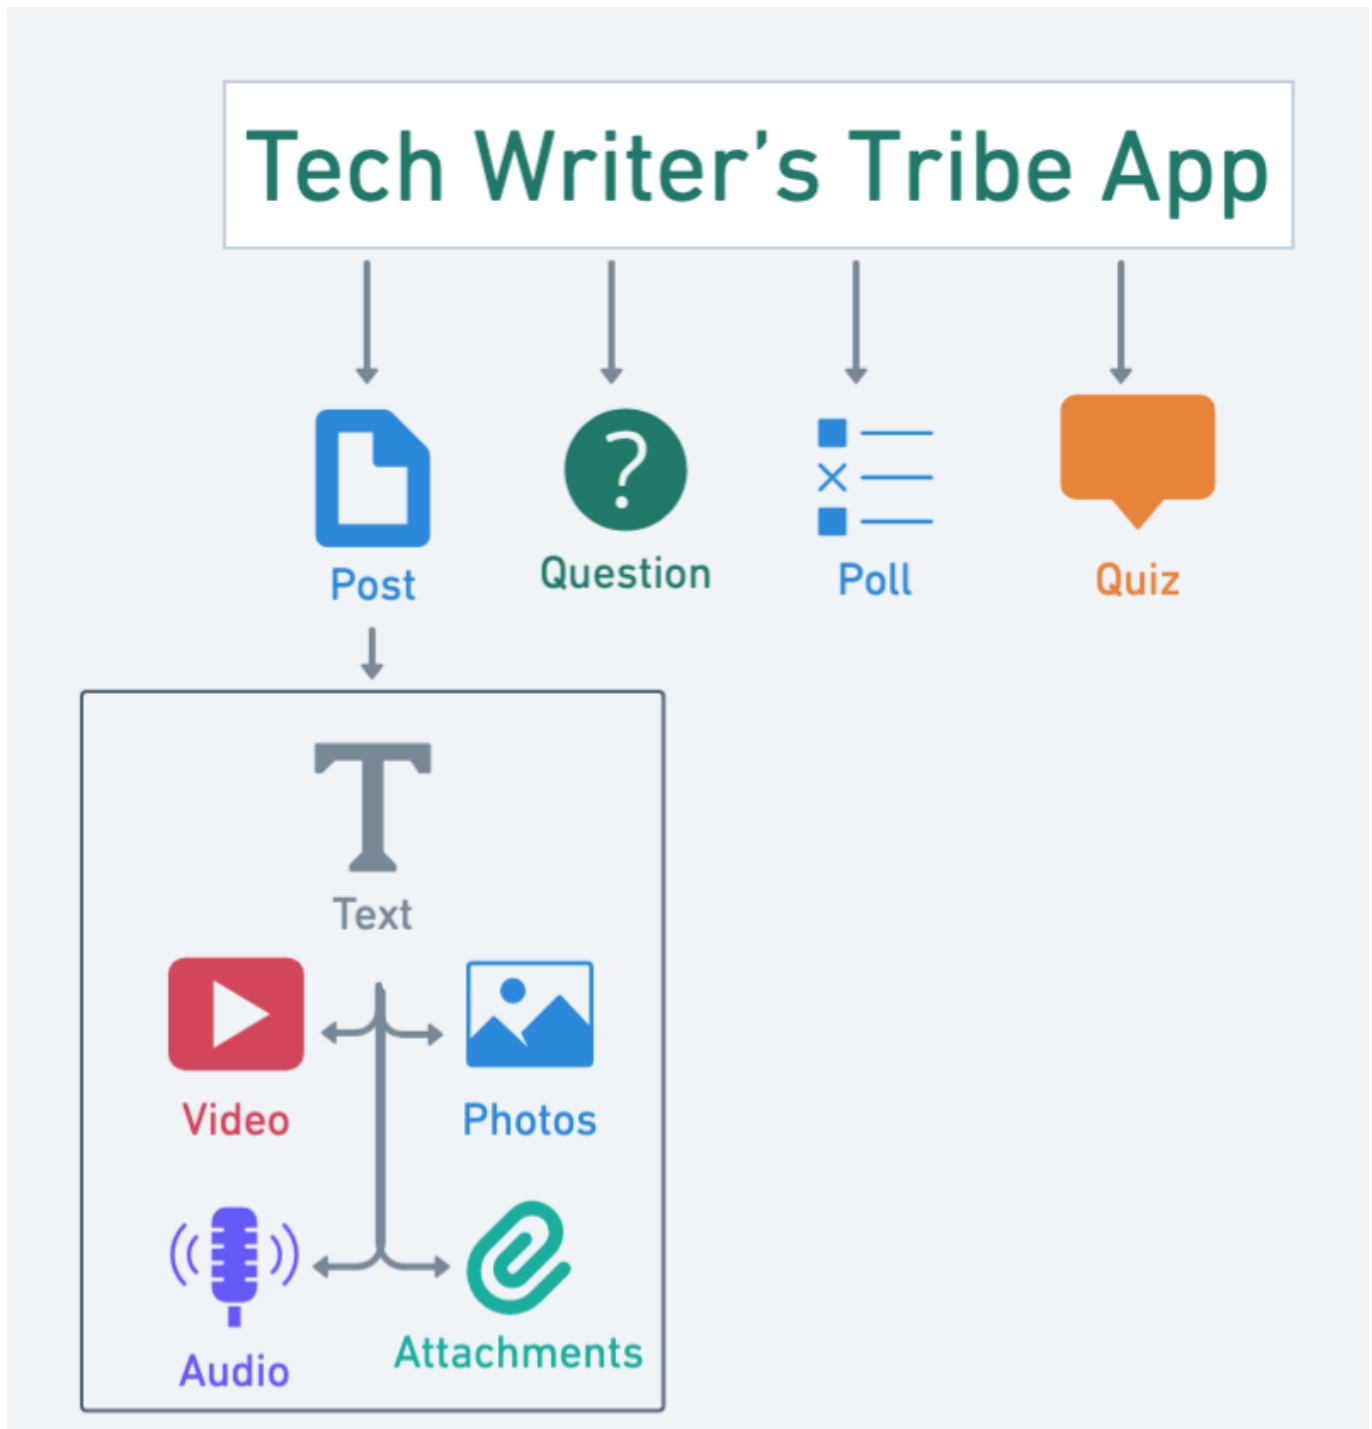 Tech Writer’s Tribe App
Post
Question
Poll
Quiz
Text
Video
Photos
Audio
Attachments